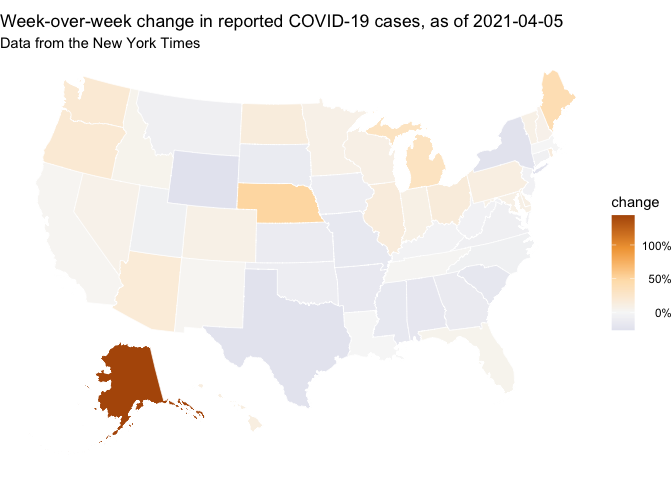 Week-over-week change in reported COVID-19 cases, as of 2021-04-05
Data from the New York Times
change
100%
50%
0%